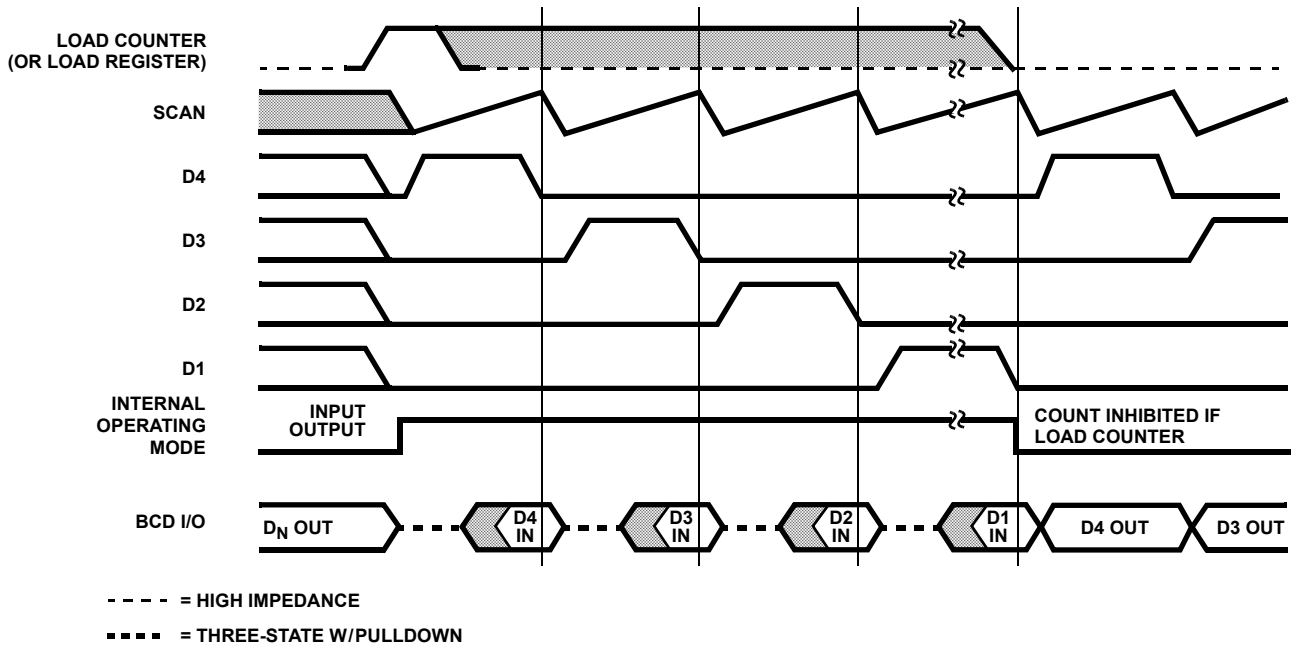 LOAD COUNTER
(OR LOAD REGISTER)
SCAN
D4
D3
D2
D1
INTERNAL
OPERATING
MODE
INPUT
OUTPUT
COUNT INHIBITED IF
LOAD COUNTER
BCD I/O
DN OUT
D4
IN
D3
IN
D2
IN
D1
IN
D4 OUT
D3 OUT
= HIGH IMPEDANCE
= THREE-STATE W/PULLDOWN